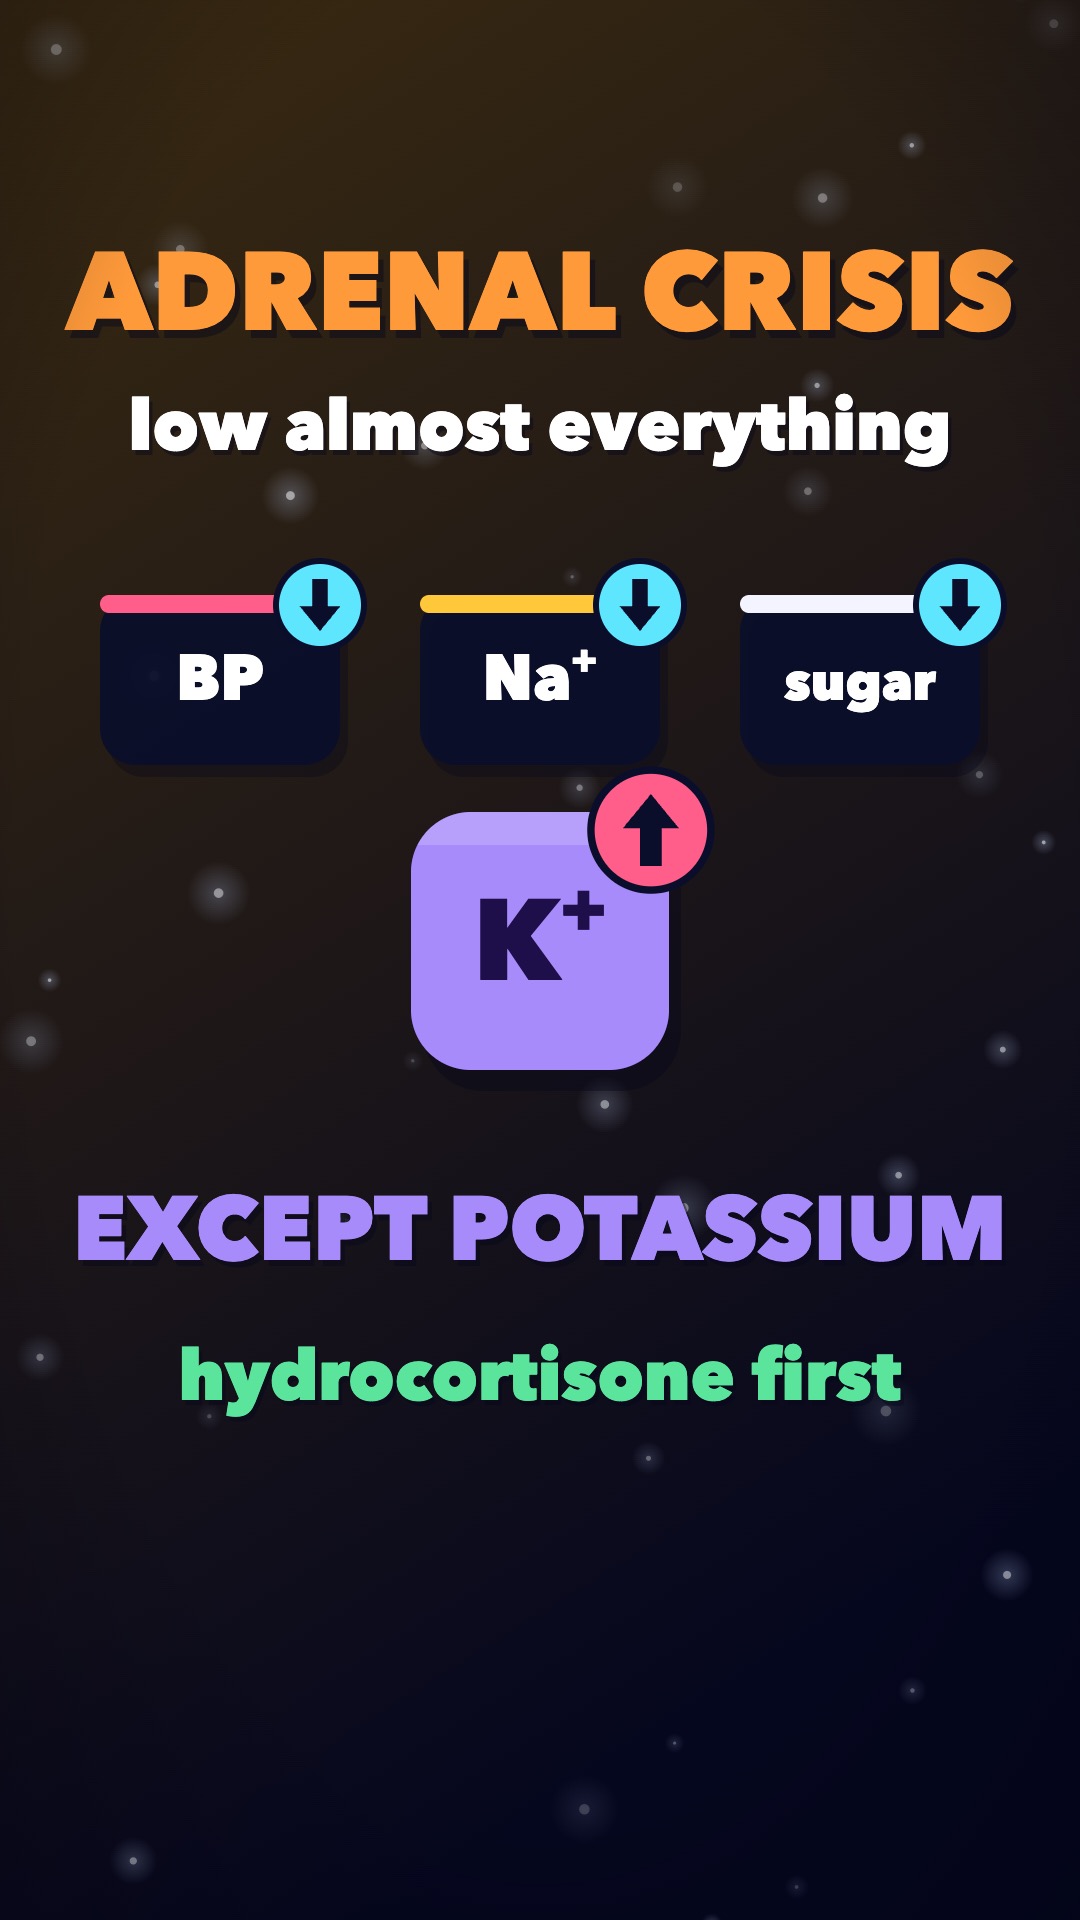 ADRENAL CRISIS
low almost everything
BP Na⁺ sugar
K⁺
EXCEPT POTASSIUM
hydrocortisone first